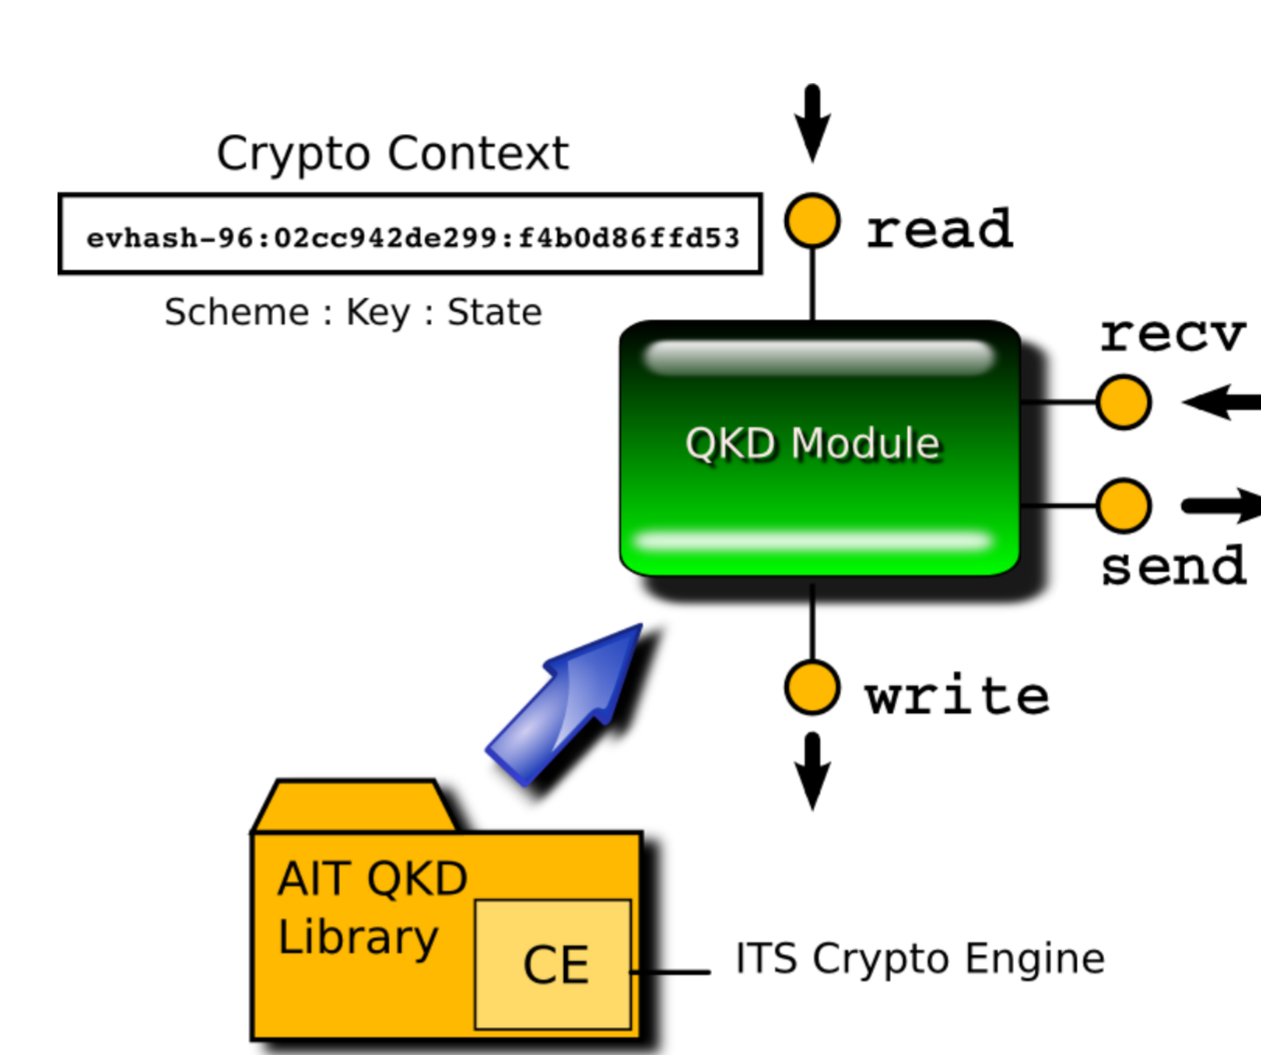 Crypto Context
evhash-96:02cc942de299:f4b0d86ffd53
Scheme : Key : State
read
recv
QKD Module
send
write
AIT QKD
Library
CE
ITS Crypto Engine